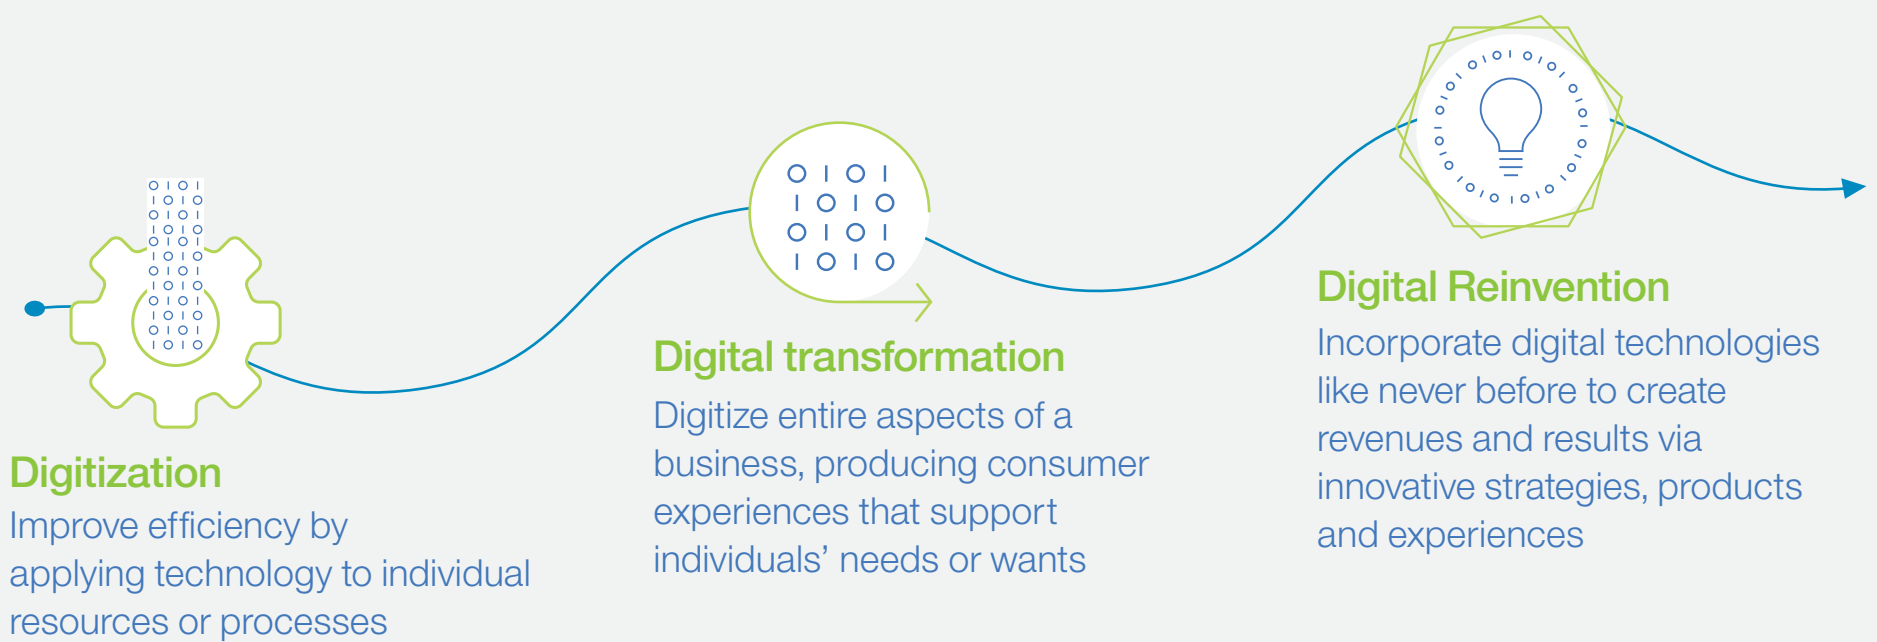 Digitization
Improve efficiency by
applying technology to individual
resources or processes
Digital transformation
Digitize entire aspects of a
business, producing consumer
experiences that support
individuals’ needs or wants
Digital Reinvention
Incorporate digital technologies
like never before to create
revenues and results via
innovative strategies, products
and experiences